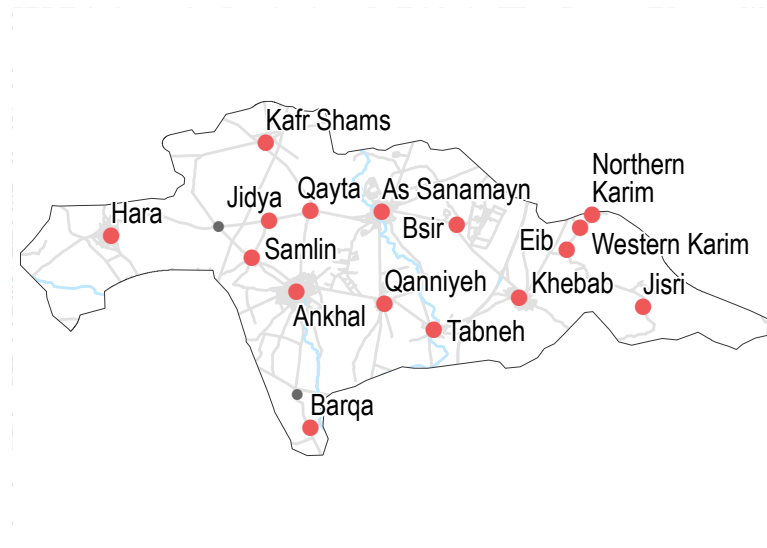 Kafr Shams
Northern
Karim
Hara
Jidya
Qayta
As Sanamayn
Bsir
Eib
Western Karim
Samlin
Qanniyeh
Khebab
Jisri
Ankhal
Tabneh
Barqa